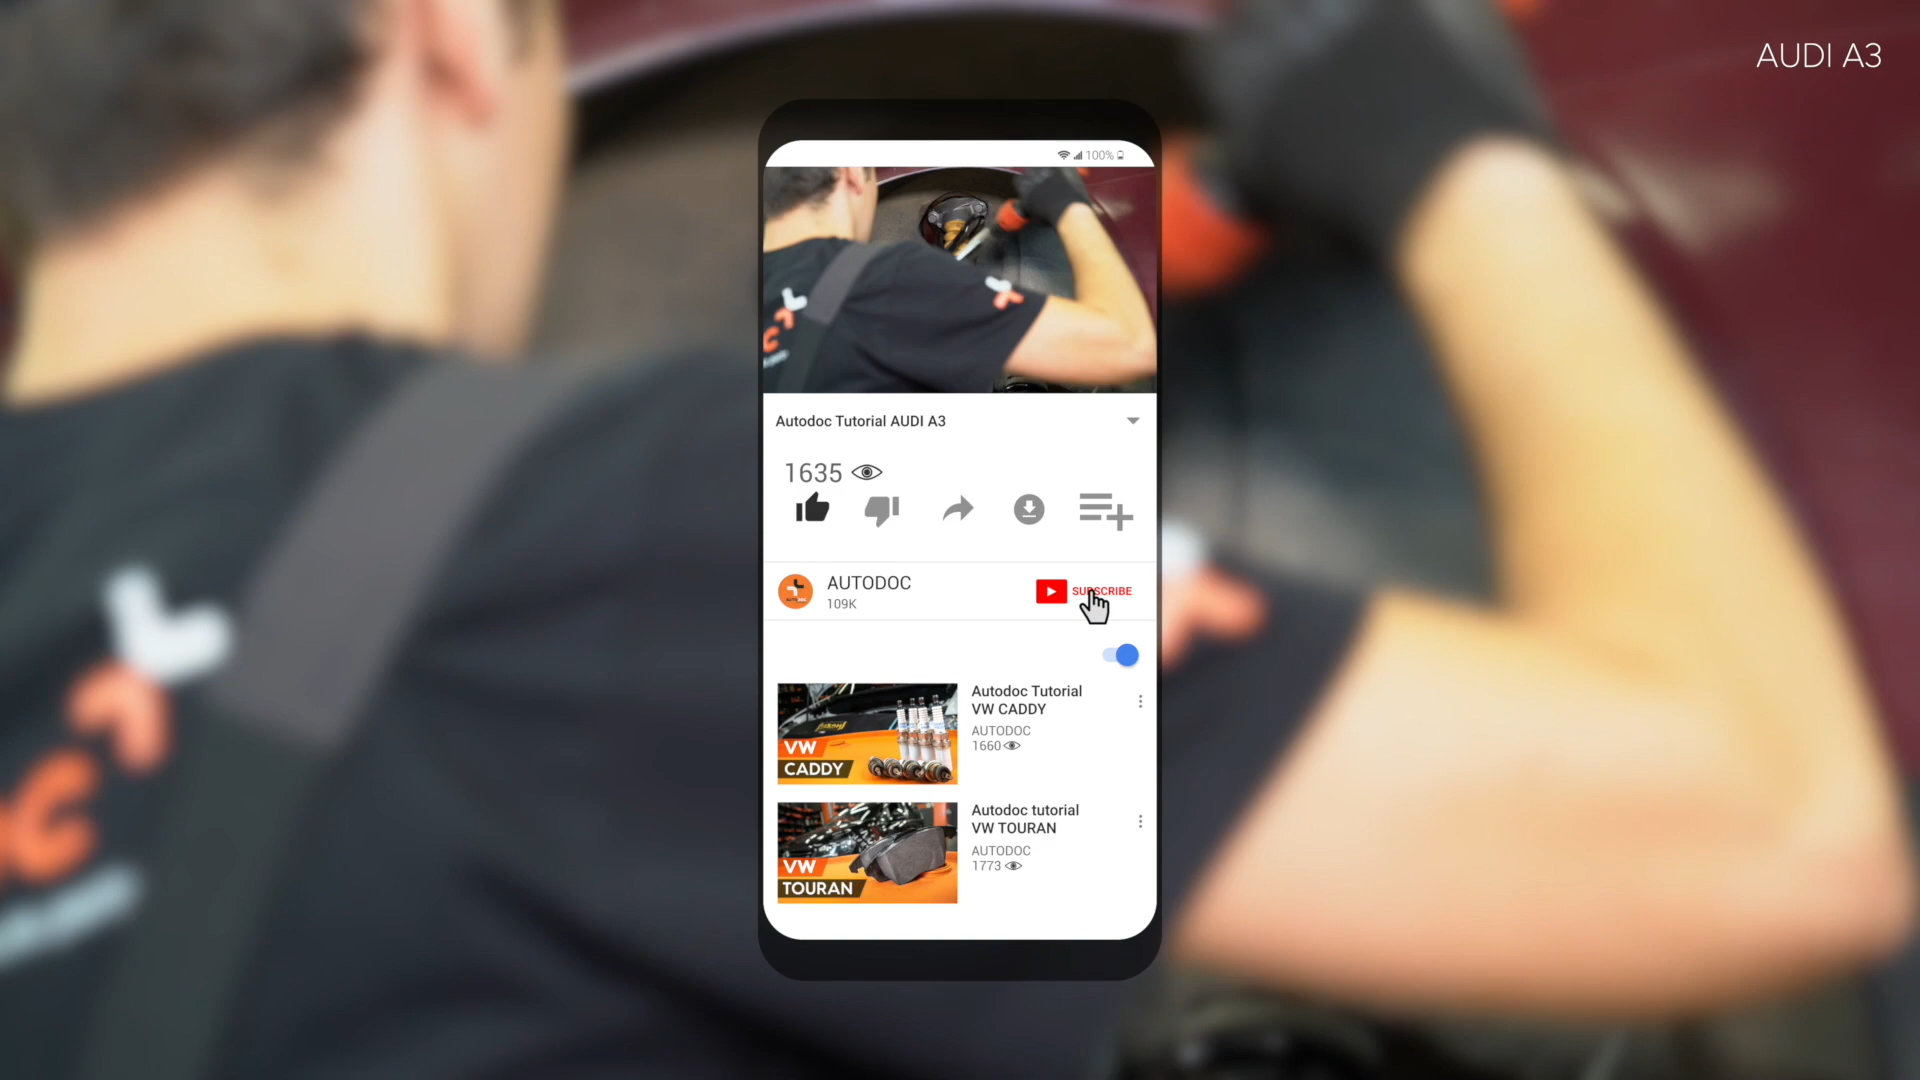 AUDI A3
100%
Autodoc Tutorial AUDI A3
1635
AUTODOC
109K
SUBSCRIBE
Autodoc Tutorial
VW CADDY
AUTODOC
1660
VW
CADDY
Autodoc tutorial
VW TOURAN
AUTODOC
1773
VW
TOURAN